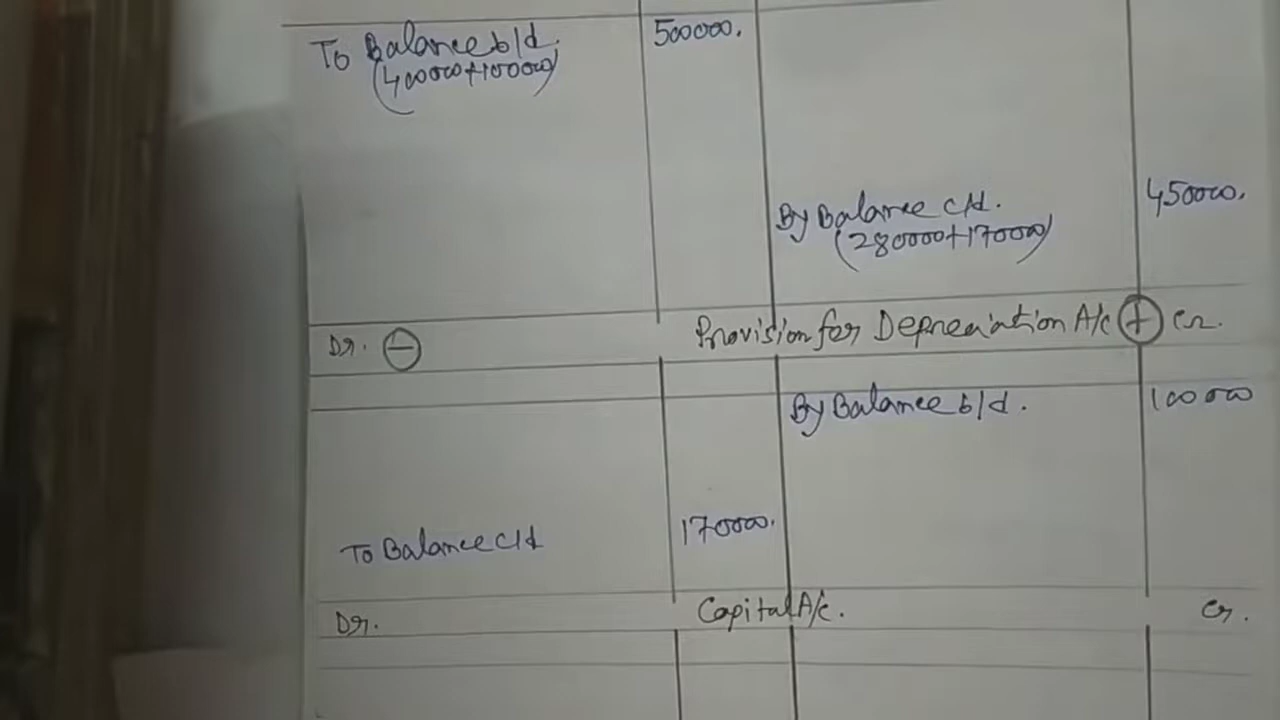 To Balance b/d. 500000.
(400000+100000)
By Balance c/d. 450000.
(280000+170000)
Dr. − Provision for Depreciation A/c + Cr.
By Balance b/d. 100000
To Balance c/d 170000.
Dr. Capital A/c. Cr.